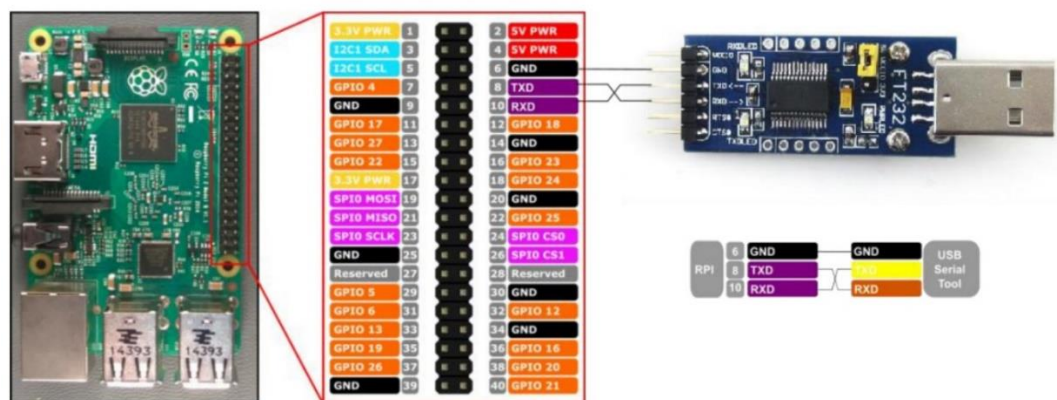 3.3V PWR 1 2 5V PWR
I2C1 SDA 3 4 5V PWR
I2C1 SCL 5 6 GND
GPIO 4 7 8 TXD
GND 9 10 RXD
GPIO 17 11 12 GPIO 18
GPIO 27 13 14 GND
GPIO 22 15 16 GPIO 23
3.3V PWR 17 18 GPIO 24
SPI0 MOSI 19 20 GND
SPI0 MISO 21 22 GPIO 25
SPI0 SCLK 23 24 SPI0 CS0
GND 25 26 SPI0 CS1
Reserved 27 28 Reserved
GPIO 5 29 30 GND
GPIO 6 31 32 GPIO 12
GPIO 13 33 34 GND
GPIO 19 35 36 GPIO 16
GPIO 26 37 38 GPIO 20
GND 39 40 GPIO 21
HDMI
14393
14393
RXDLED
GND
TXD
RXD
TXDLED
FT232
RPI
6 GND GND
8 TXD TXD
10 RXD RXD
USB
Serial
Tool